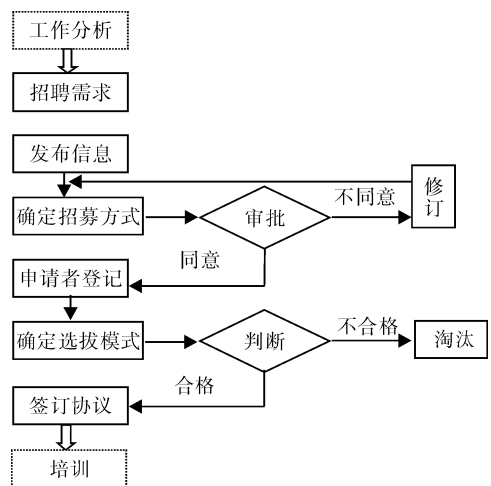 工作分析
招聘需求
发布信息
确定招募方式
审批
不同意
修
订
同意
申请者登记
确定选拔模式
判断
不合格
淘汰
合格
签订协议
培训